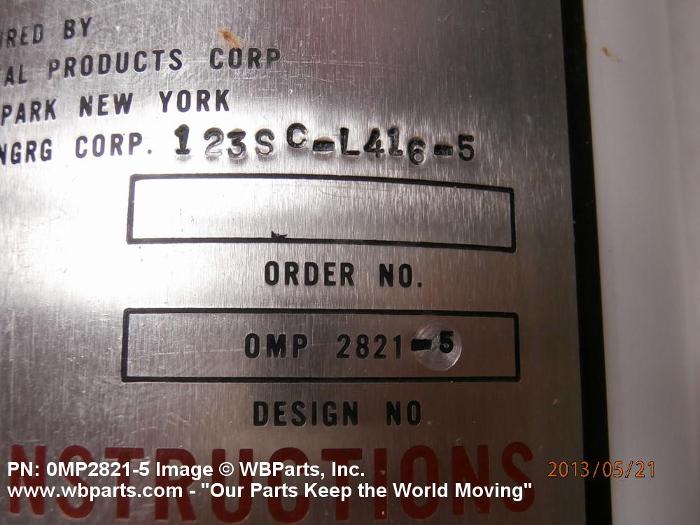 RED BY
AL PRODUCTS CORP
PARK NEW YORK
NGRG CORP. 123SC-L416-5
ORDER NO.
OMP 2821-5
DESIGN NO
NSTRUCTIONS
PN: 0MP2821-5 Image © WBParts, Inc.
2013/05/21
www.wbparts.com - "Our Parts Keep the World Moving"